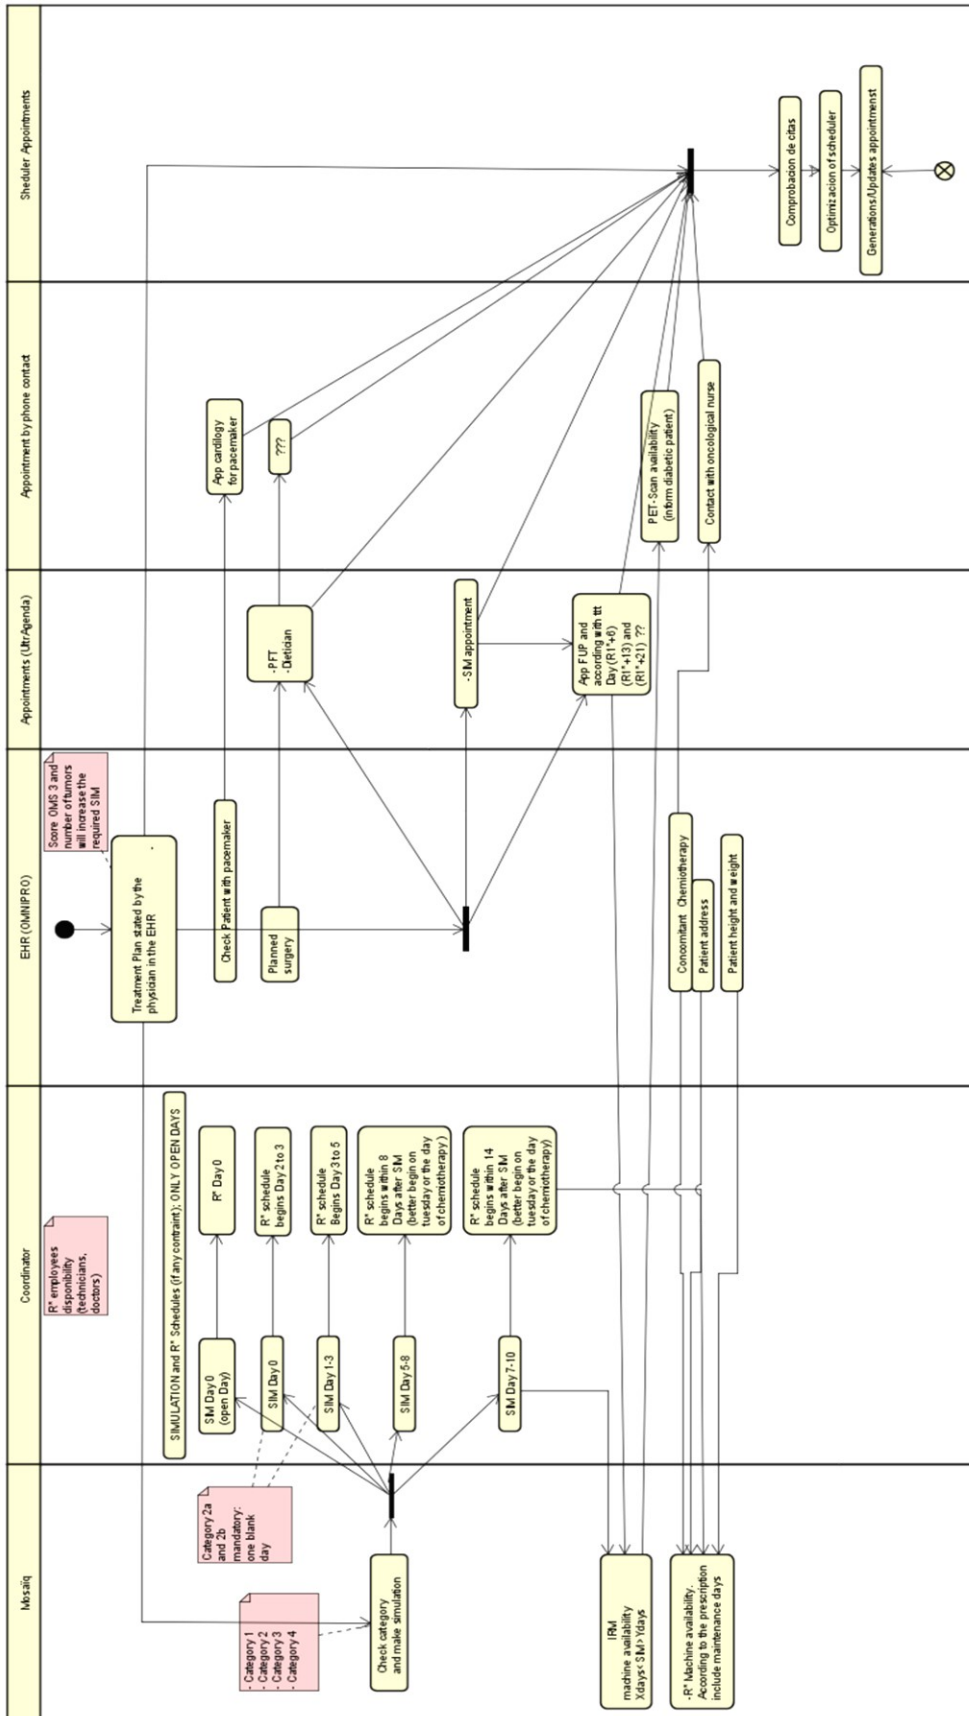 Sheduler Appointments
Comprobacion de citas
Optimizacion of scheduler
Generations/Updates appointmenst
Appointment by phone contact
App cardilogy
for pacemaker
???
PET-Scan availability
(inform diabetic patient)
Contact with oncological nurse
Appointments (UltrAgenda)
-PFT
-Dietician
-SIM appointment
App FUP and
according with ttt
Day (R1*+6)
(R1*+13) and
(R1*+21) ??
EHR (OMNIPRO)
Score OMS 3 and
number of tumors
will increase the
required SIM
Treatment Plan stated by the
physician in the EHR
Check Patient with pacemaker
Planned
surgery
Concomitant Chemiotherapy
Patient address
Patient height and weight
Coordinator
R* employees
disponibility
(technicians,
doctors)
SIMULATION and R* Schedules (if any contraint); ONLY OPEN DAYS
SIM Day 0
(open Day)
R* Day 0
SIM Day 0
R* schedule
begins Day 2 to 3
SIM Day 1-3
R* schedule
Begins Day 3 to 5
SIM Day 5-8
R* schedule
begins within 8
Days after SIM
(better begin on
tuesday or the day
of chemiotherapy )
SIM Day 7-10
R* schedule
begins within 14
Days after SIM
(better begin on
tuesday or the day
of chemiotherapy)
Mosaïq
Category 2a
and 2b
mandatory:
one blank
day
- Category 1
- Category 2
- Category 3
- Category 4
Check category
and make simulation
IRM
machine availability
Xdays< SIM> Ydays
-R* Machine availability.
According to the prescription
include maintenance days